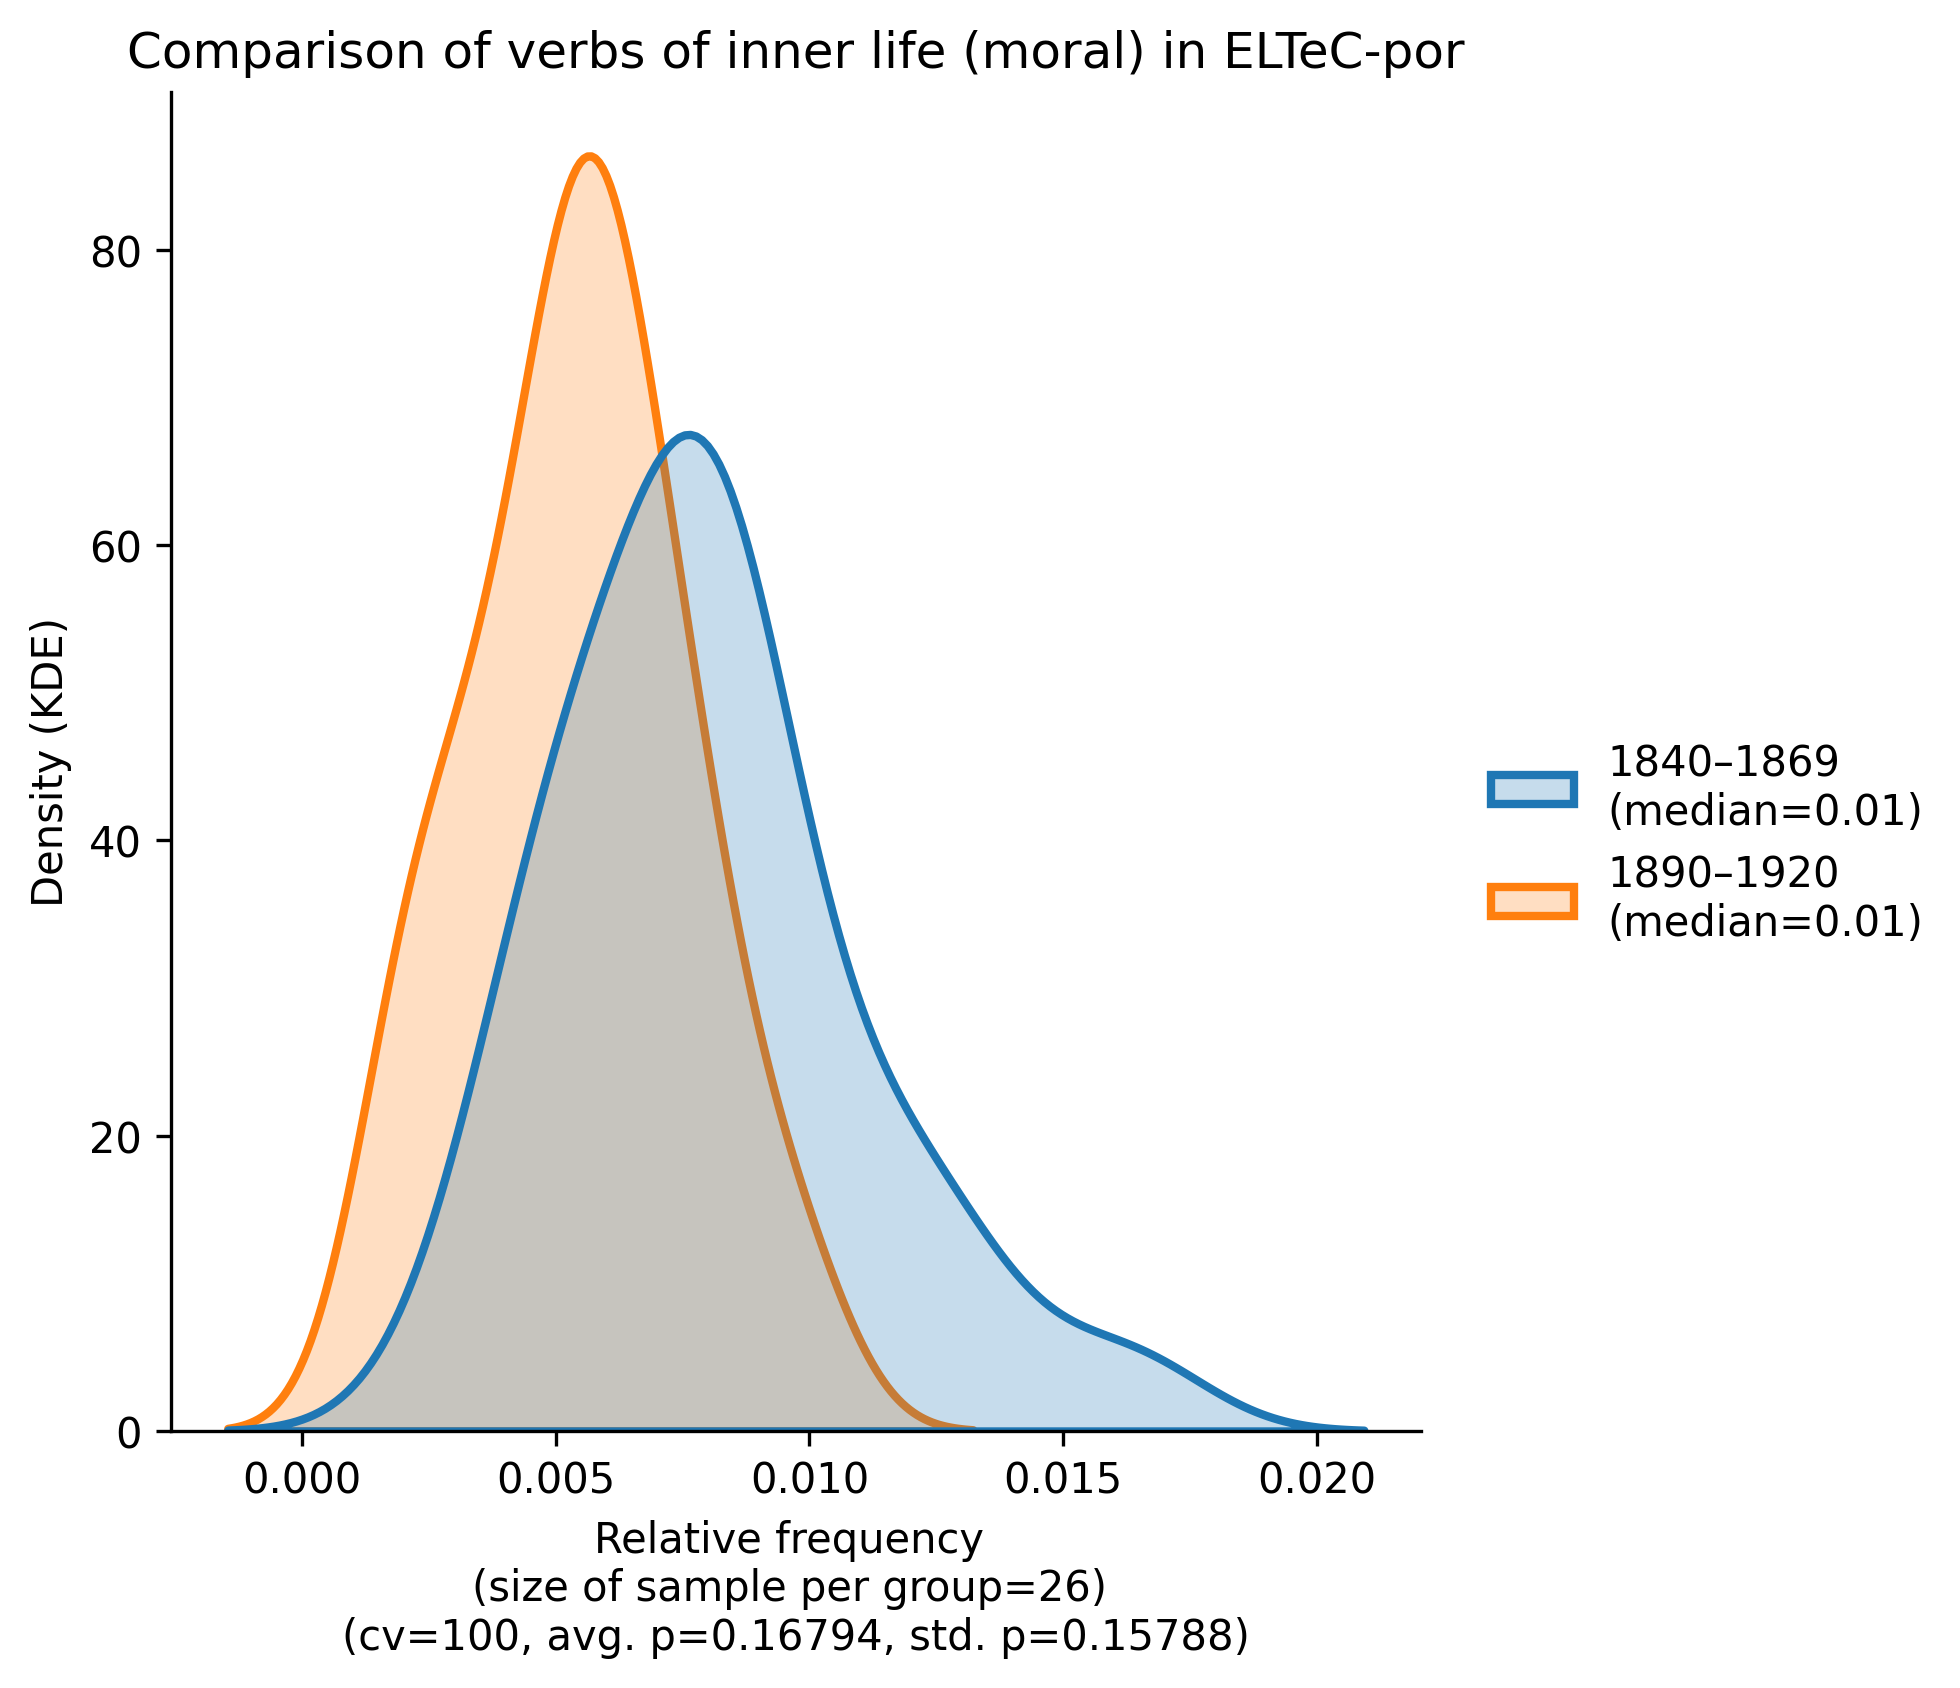 Comparison of verbs of inner life (moral) in ELTeC-por
Density (KDE)
80
60
40
20
0
0.000 0.005 0.010 0.015 0.020
Relative frequency
(size of sample per group=26)
(cv=100, avg. p=0.16794, std. p=0.15788)
1840–1869
(median=0.01)
1890–1920
(median=0.01)